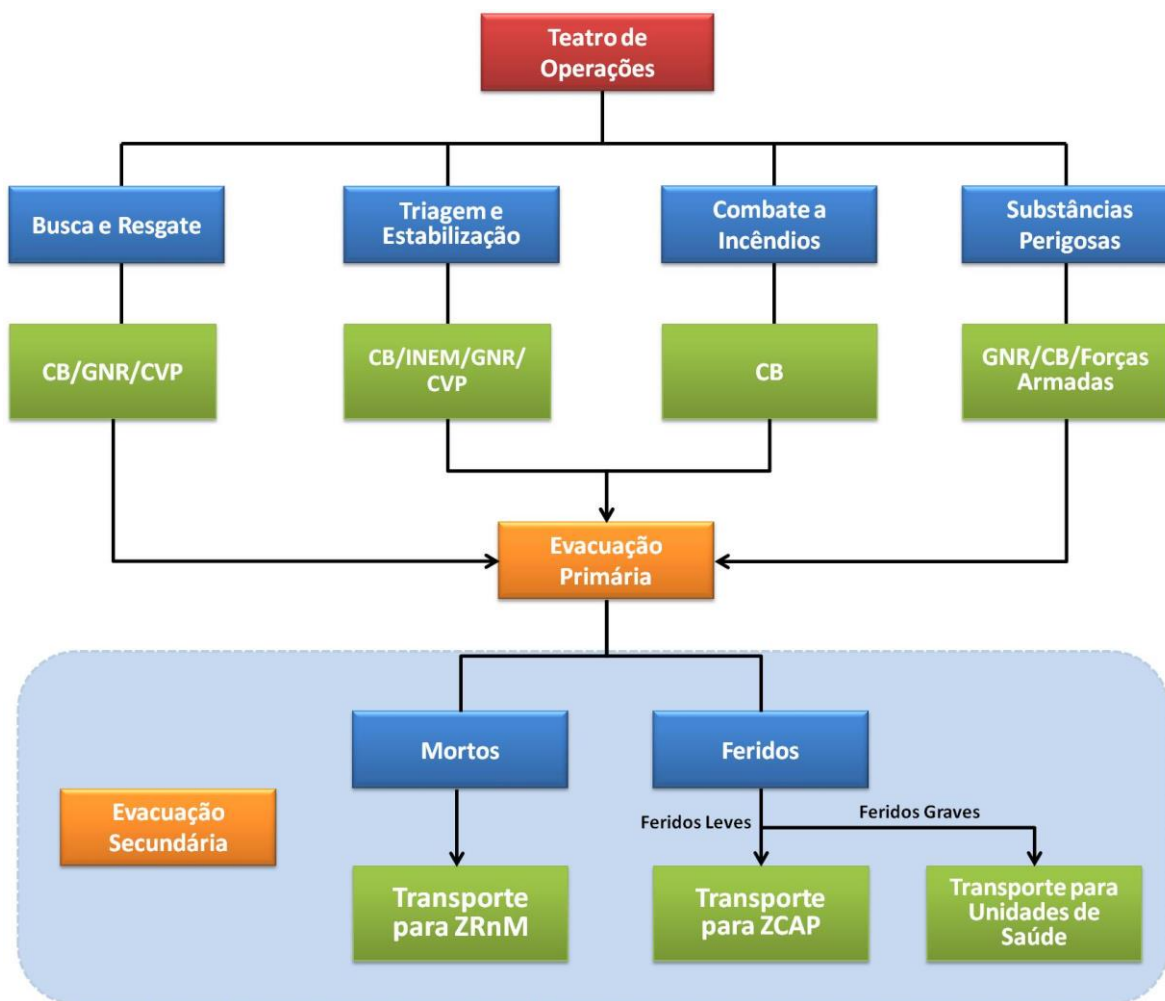 Teatro de
Operações
Busca e Resgate
Triagem e
Estabilização
Combate a
Incêndios
Substâncias
Perigosas
CB/GNR/CVP
CB/INEM/GNR/
CVP
CB
GNR/CB/Forças
Armadas
Evacuação
Primária
Mortos
Feridos
Evacuação
Secundária
Feridos Leves
Feridos Graves
Transporte
para ZRnM
Transporte
para ZCAP
Transporte para
Unidades de
Saúde